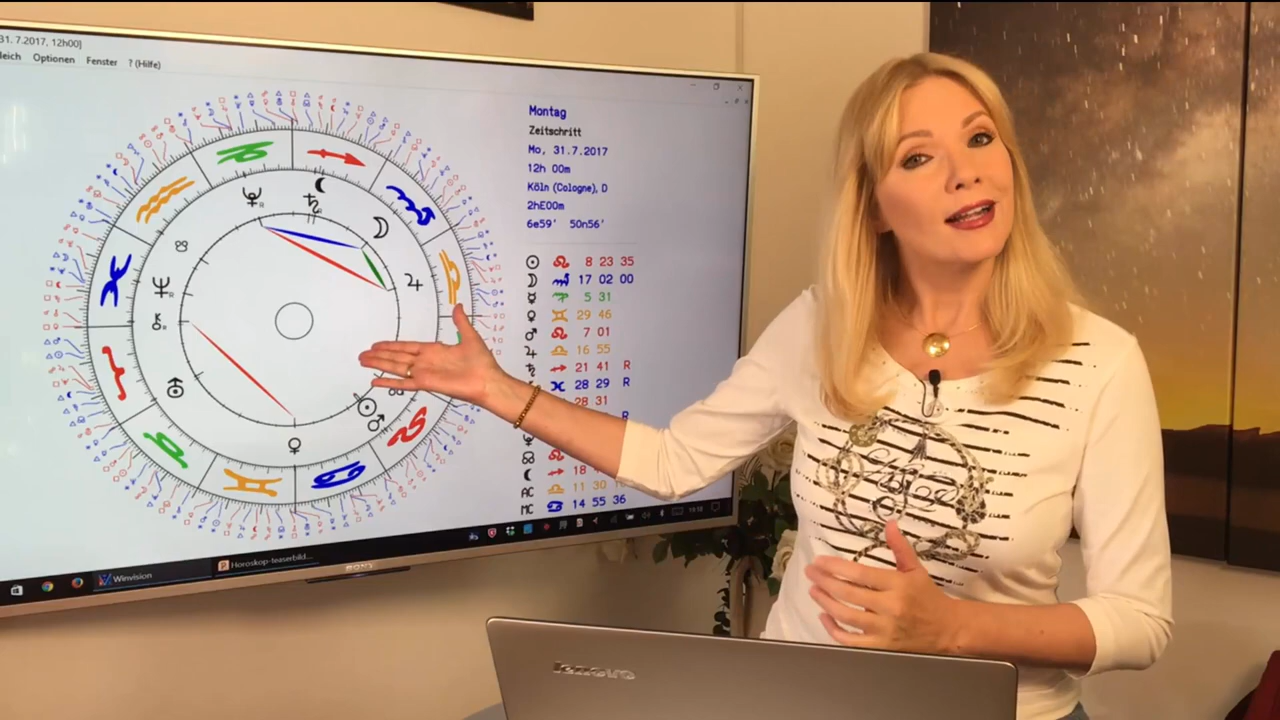 31.7.2017, 12h00]
leich Optionen Fenster ? (Hilfe)
Montag
Zeitschritt
Mo, 31.7.2017
12h 00m
Köln (Cologne), D
2hE00m
6e59' 50n56'
☉ ♌ 8 23 35
☽ ♏ 17 02 00
☿ ♍ 5 31
♀ ♊ 29 46
♂ ♌ 7 01
♃ ♎ 16 55
♄ ♐ 21 41 R
♓ 28 29 R
28 31
R
☊ ♌
♐ 18
AC ♎ 11 30
MC ♋ 14 55 36
Winvision
Horoskop-teaserbild...
19:18
lenovo